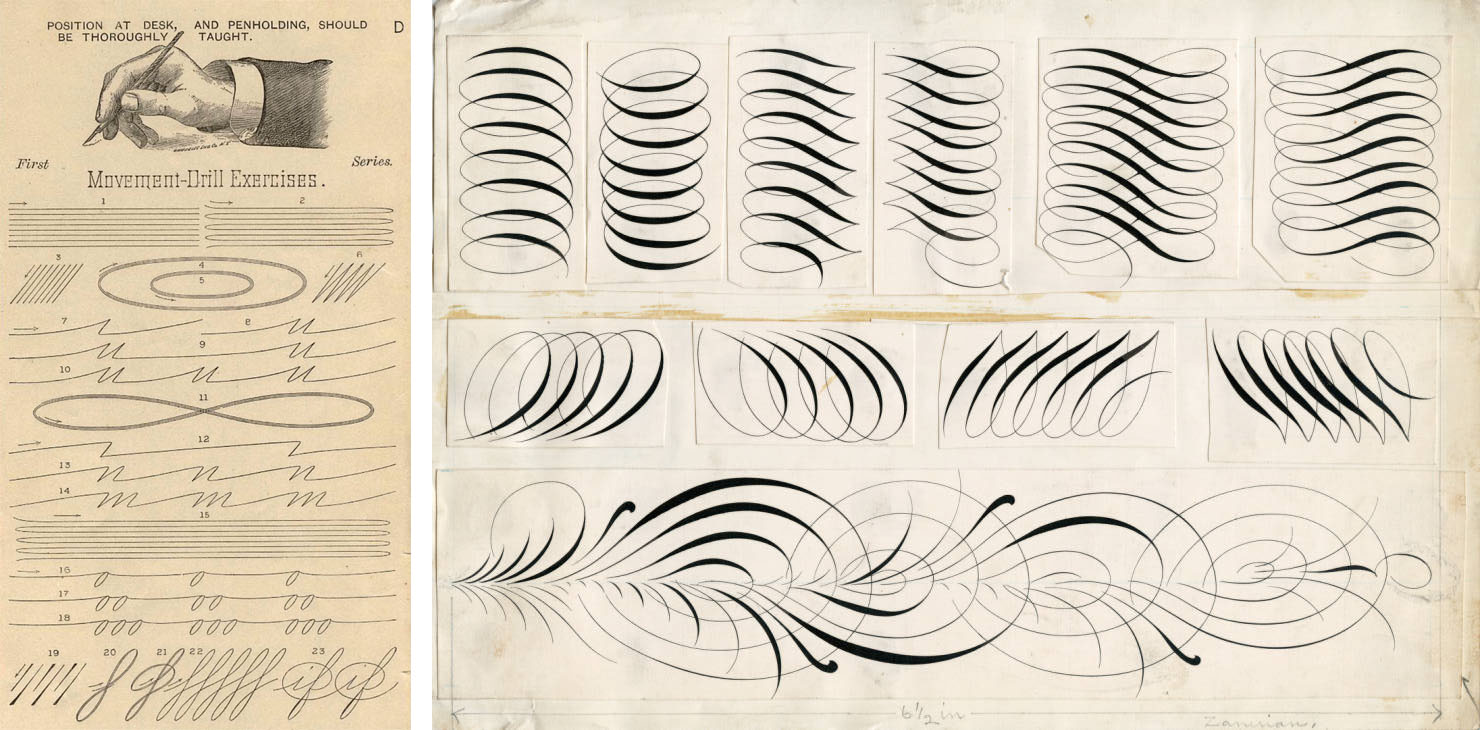 POSITION AT DESK, AND PENHOLDING, SHOULD D
BE THOROUGHLY TAUGHT.
First Series.
Movement-Drill Exercises.
1 2
3 4 6
5
7 8
9
10
11
12
13
14
15
16
17
18
19 20 21 22 23
if if
6 1/2 in
Zanerian.